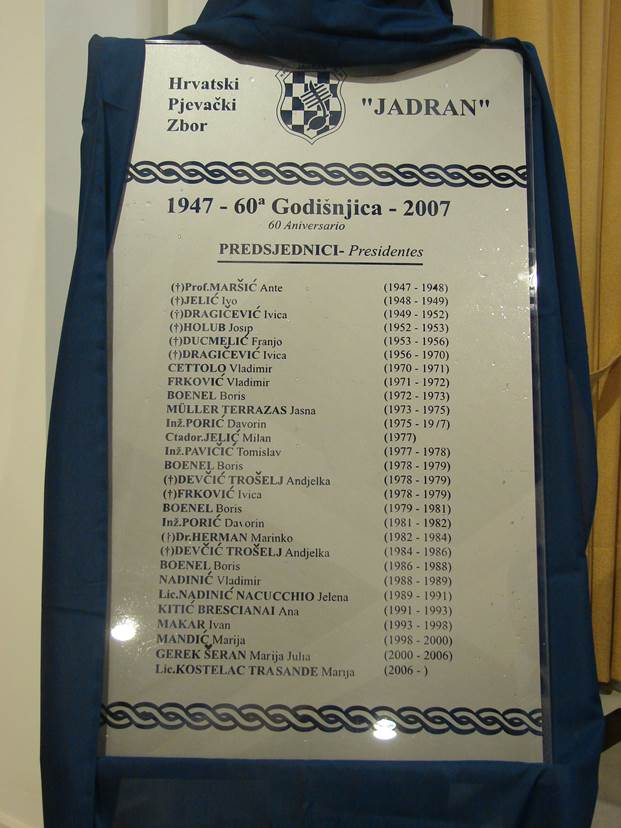 Hrvatski
Pjevački
Zbor
"JADRAN"
1947 - 60ª Godišnjica - 2007
60 Aniversario
PREDSJEDNICI- Presidentes
(†)Prof.MARŠIĆ Ante (1947 - 1948)
(†)JELIĆ Ivo (1948 - 1949)
(†)DRAGIČEVIĆ Ivica (1949 - 1952)
(†)HOLUB Josip (1952 - 1953)
(†)DUCMELIĆ Franjo (1953 - 1956)
(†)DRAGIČEVIĆ Ivica (1956 - 1970)
CETTOLO Vladimir (1970 - 1971)
FRKOVIĆ Vladimir (1971 - 1972)
BOENEL Boris (1972 - 1973)
MÜLLER TERRAZAS Jasna (1973 - 1975)
Inž.PORIĆ Davorin (1975 - 1977)
Ctador.JELIĆ Milan (1977)
Inž.PAVIČIĆ Tomislav (1977 - 1978)
BOENEL Boris (1978 - 1979)
(†)DEVČIĆ TROŠELJ Andjelka (1978 - 1979)
(†)FRKOVIĆ Ivica (1978 - 1979)
BOENEL Boris (1979 - 1981)
Inž.PORIĆ Davorin (1981 - 1982)
(†)Dr.HERMAN Marinko (1982 - 1984)
(†)DEVČIĆ TROŠELJ Andjelka (1984 - 1986)
BOENEL Boris (1986 - 1988)
NADINIĆ Vladimir (1988 - 1989)
Lic.NADINIĆ NACUCCHIO Jelena (1989 - 1991)
KITIĆ BRESCIANAI Ana (1991 - 1993)
MAKAR Ivan (1993 - 1998)
MANDIĆ Marija (1998 - 2000)
GEREK ŠERAN Marija Julia (2000 - 2006)
Lic.KOSTELAC TRASANDE Marija (2006 - )